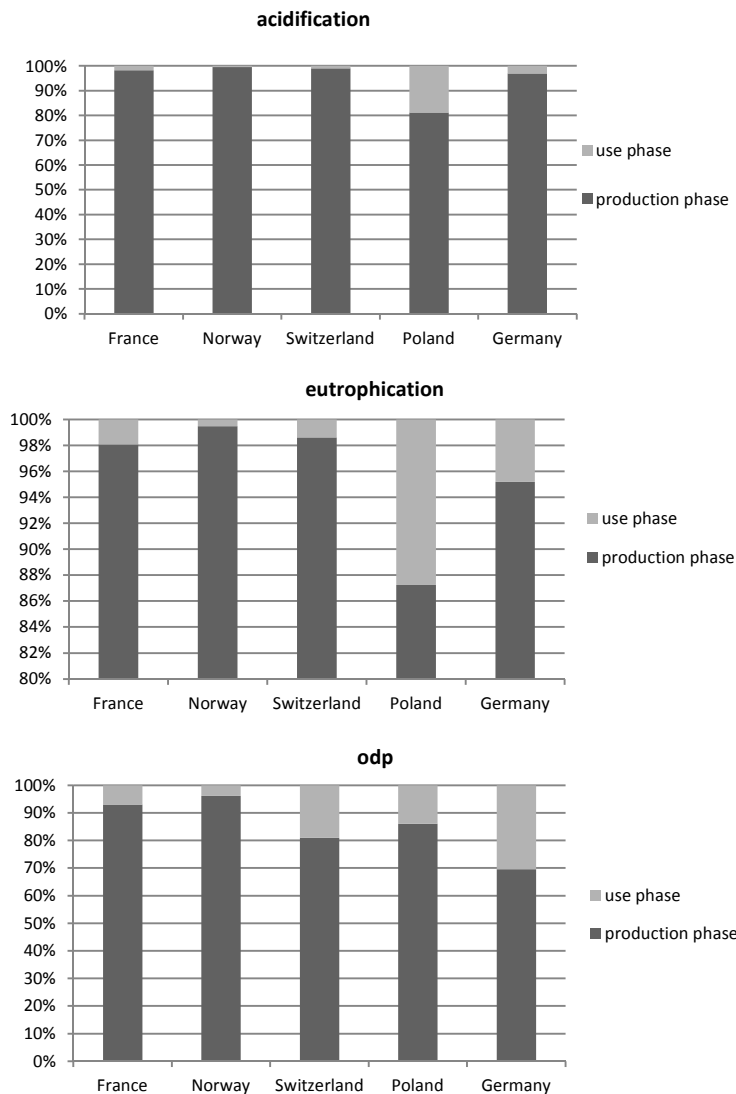 acidification
100%
90%
80%
70%
60%
50%
40%
30%
20%
10%
0%
France Norway Switzerland Poland Germany
use phase
production phase
eutrophication
100%
98%
96%
94%
92%
90%
88%
86%
84%
82%
80%
France Norway Switzerland Poland Germany
use phase
production phase
odp
100%
90%
80%
70%
60%
50%
40%
30%
20%
10%
0%
France Norway Switzerland Poland Germany
use phase
production phase